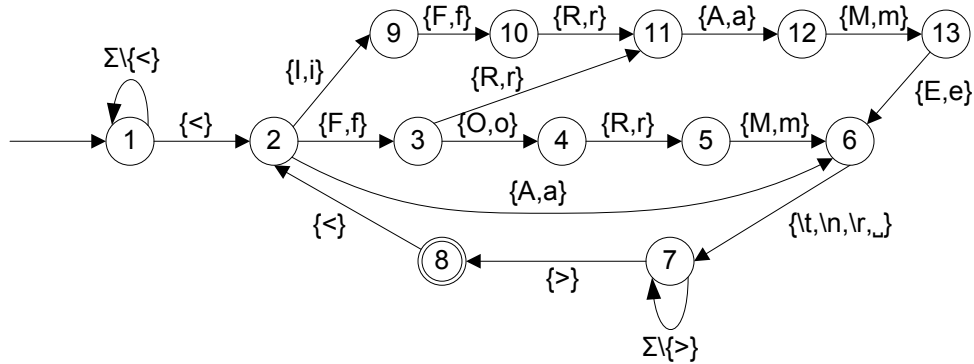 9 {F,f} 10 {R,r} 11 {A,a} 12 {M,m} 13
Σ\{<} {I,i} {R,r} {E,e}
1 {<} 2 {F,f} 3 {O,o} 4 {R,r} 5 {M,m} 6
{A,a}
{<} {\t,\n,\r,␣}
8 {>} 7
Σ\{>}